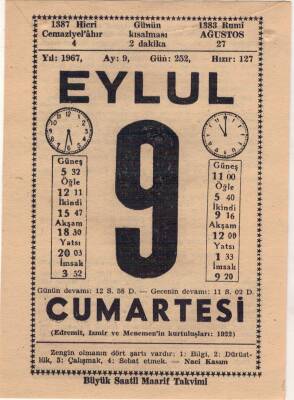 1387 Hicri
Cemaziyel'âhır
4
Günün
kısalması
2 dakika
1383 Rumî
AĞUSTOS
27
Yıl: 1967, Ay: 9, Gün: 252, Hızır: 127
EYLUL
9
Güneş
5 32
Öğle
12 11
İkindi
15 47
Akşam
18 30
Yatsı
20 03
İmsak
3 52
Güneş
11 00
Öğle
5 40
İkindi
9 16
Akşam
12 00
Yatsı
1 33
İmsak
9 20
Günün devamı: 12 S. 58 D. — Gecenin devamı: 11 S. 02 D.
CUMARTESİ
(Edremit, İzmir ve Menemen'in kurtuluşları: 1922)
Zengin olmanın dört şartı vardır: 1; Bilgi, 2: Dürüst-
lük, 3; Çalışmak, 4: Sebat etmek. — Naci Kasım
Büyük Saatli Maarif Takvimi